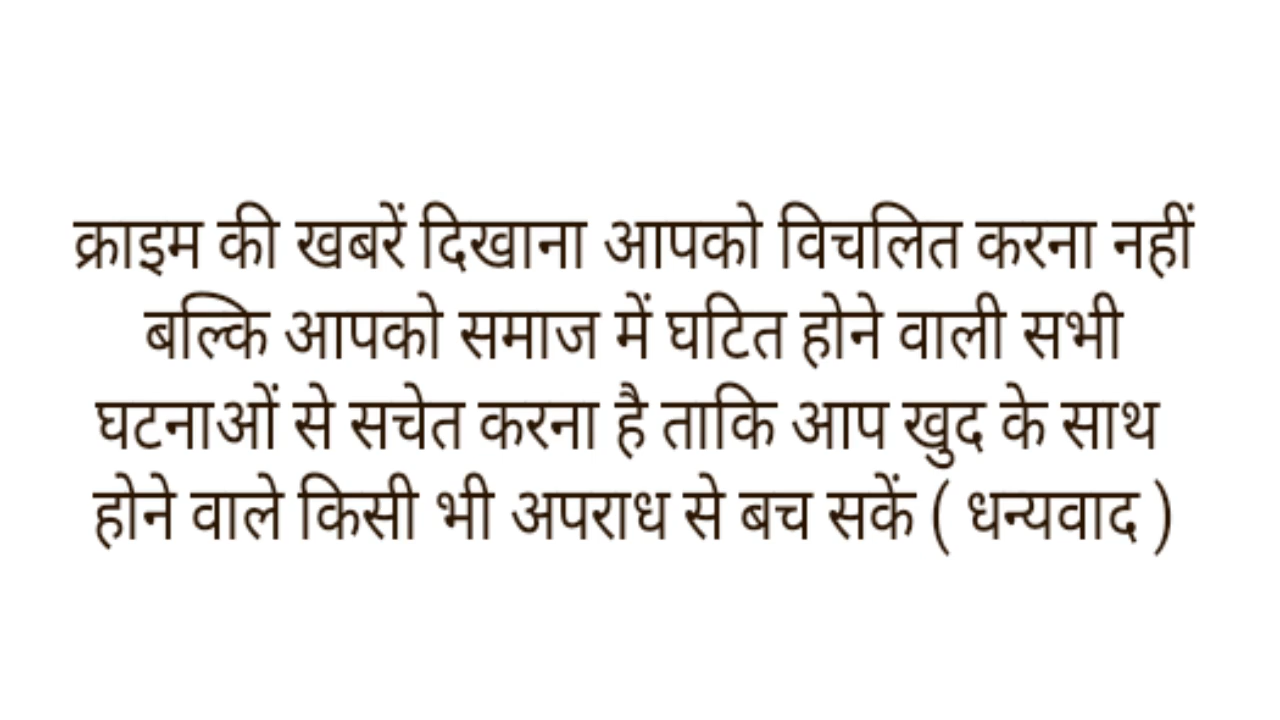 क्राइम की खबरें दिखाना आपको विचलित करना नहीं
बल्कि आपको समाज में घटित होने वाली सभी
घटनाओं से सचेत करना है ताकि आप खुद के साथ
होने वाले किसी भी अपराध से बच सकें ( धन्यवाद )